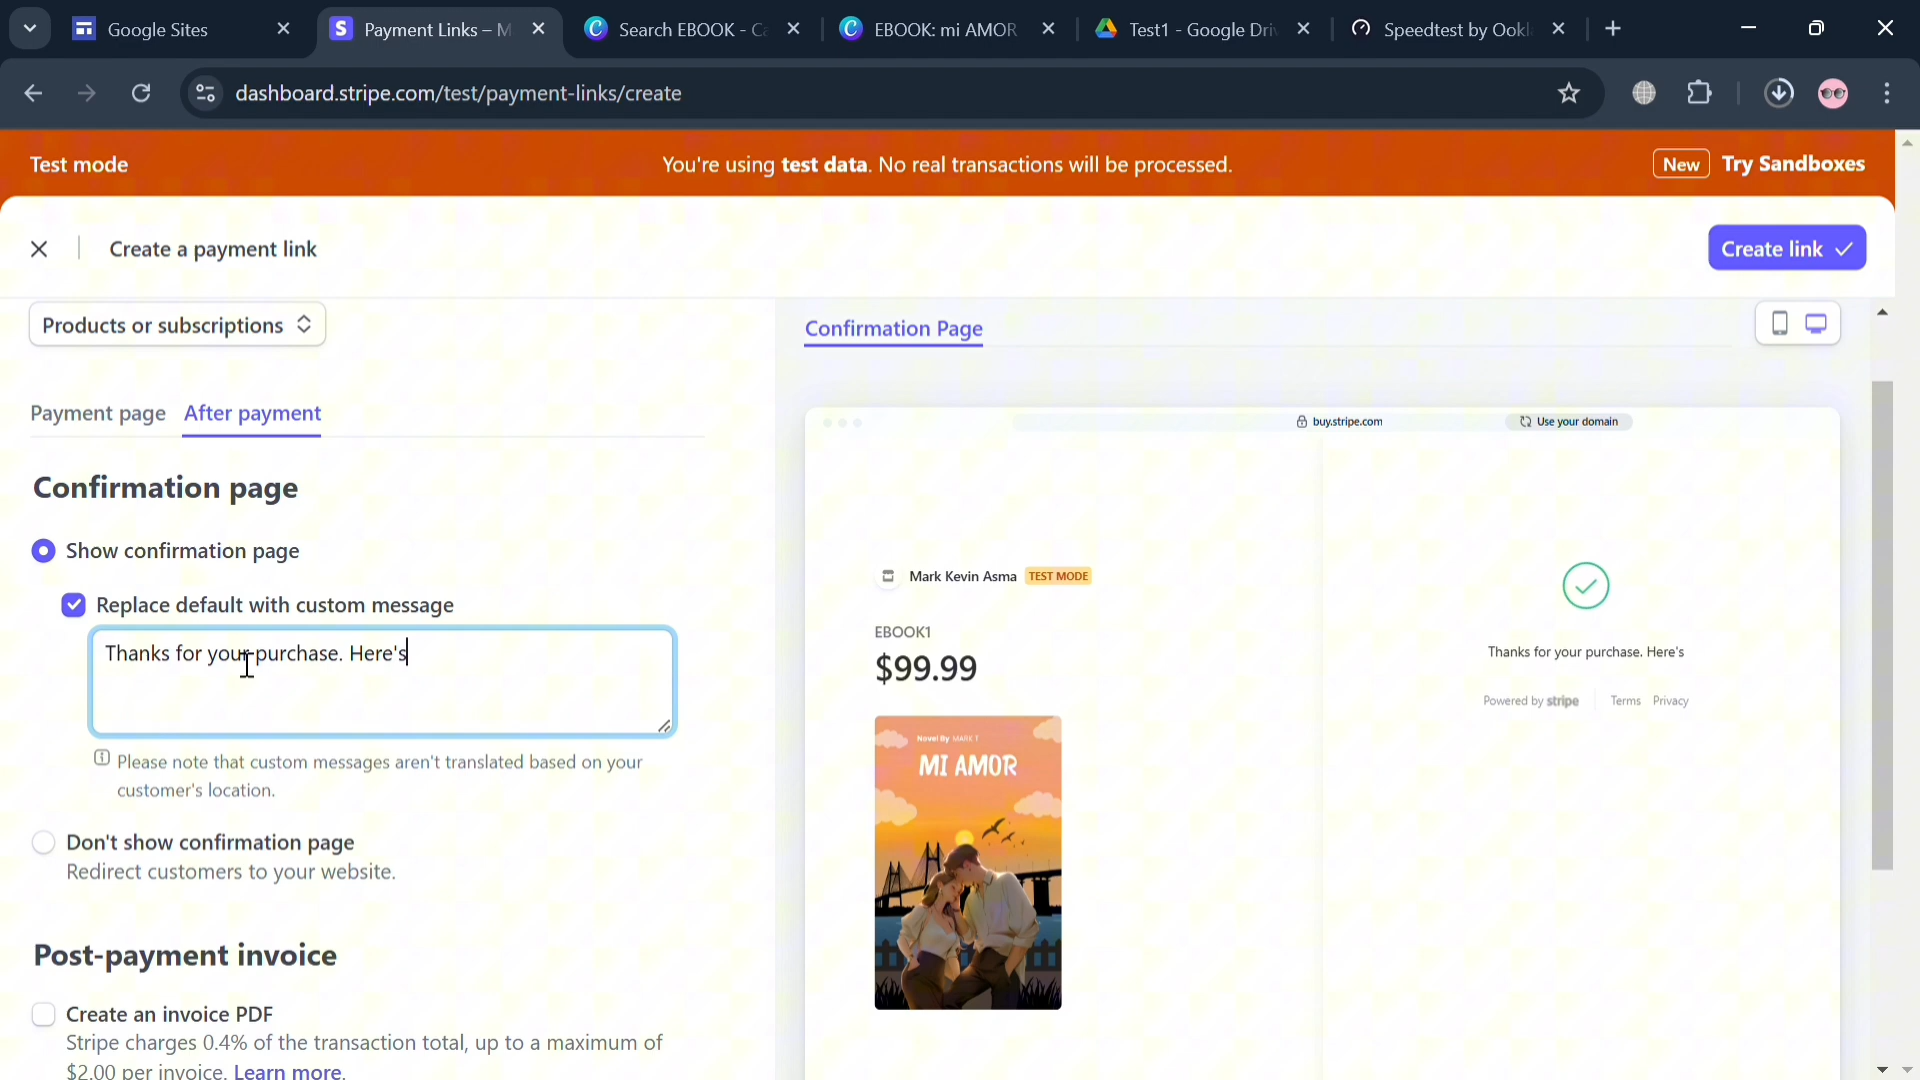 Google Sites
Payment Links – M
Search EBOOK - Ca
EBOOK: mi AMOR
Test1 - Google Driv
Speedtest by Ookl
dashboard.stripe.com/test/payment-links/create
Test mode
You're using test data. No real transactions will be processed.
New
Try Sandboxes
Create a payment link
Create link
Products or subscriptions
Payment page
After payment
Confirmation page
Show confirmation page
Replace default with custom message
Thanks for your purchase. Here's
Please note that custom messages aren't translated based on your
customer's location.
Don't show confirmation page
Redirect customers to your website.
Post-payment invoice
Create an invoice PDF
Stripe charges 0.4% of the transaction total, up to a maximum of
$2.00 per invoice. Learn more.
Confirmation Page
buy.stripe.com
Use your domain
Mark Kevin Asma
TEST MODE
EBOOK1
$99.99
Novel By MARK T
MI AMOR
Thanks for your purchase. Here's
Powered by stripe
Terms
Privacy